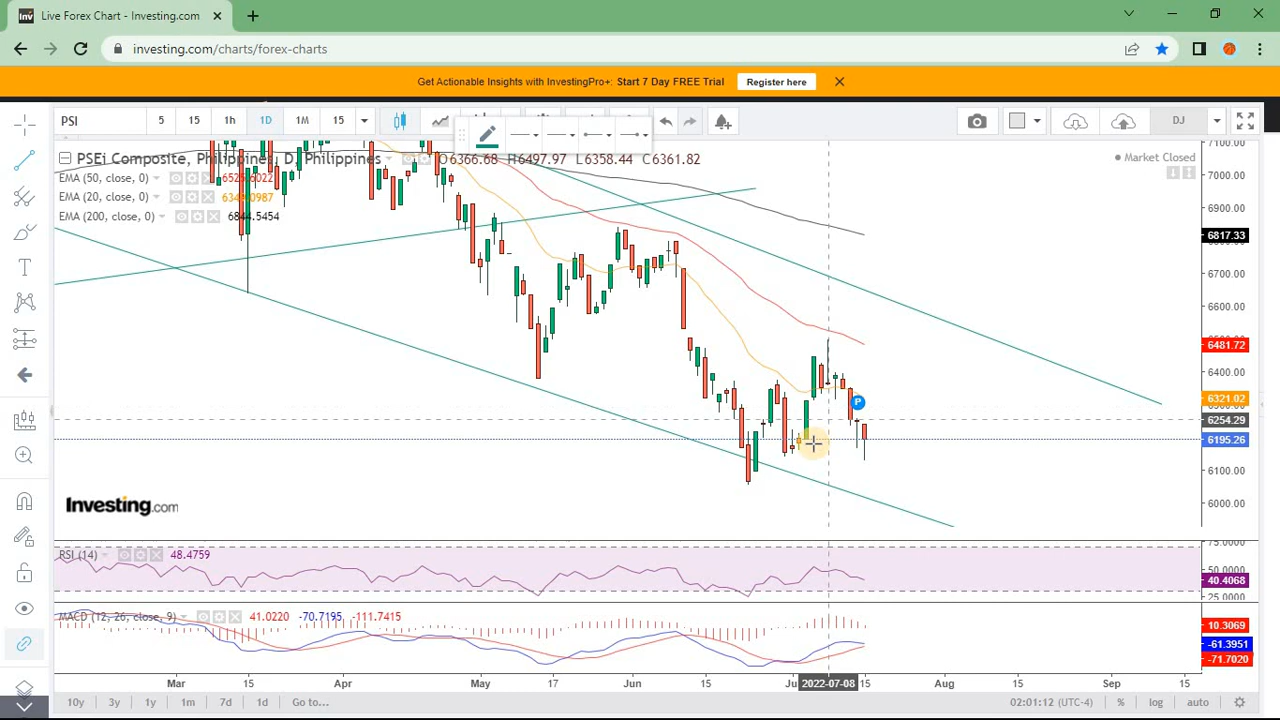 Live Forex Chart - Investing.com
investing.com/charts/forex-charts
Get Actionable Insights with InvestingPro+: Start 7 Day FREE Trial
Register here
PSI 5 15 1h 1D 1M 15 DJ
PSEi Composite, Philippines, D, Philippines O6366.68 H6497.97 L6358.44 C6361.82
Market Closed
EMA (50, close, 0)
EMA (20, close, 0)
EMA (200, close, 0) 6844.5454
7100.00
7000.00
6900.00
6817.33
6700.00
6600.00
6481.72
6400.00
6321.02
6254.29
6195.26
6100.00
6000.00
P
Investing.com
RSI (14) 48.4759
75.0000
50.0000
40.4068
25.0000
MACD (12, 26, close, 9) 41.0220 -70.7195 -111.7415
10.3069
-61.3951
-71.7020
Mar 15 Apr May 17 Jun 15 2022-07-08 15 Aug 15 Sep 15
10y 3y 1y 1m 7d 1d Go to... 02:01:12 (UTC-4) % log auto